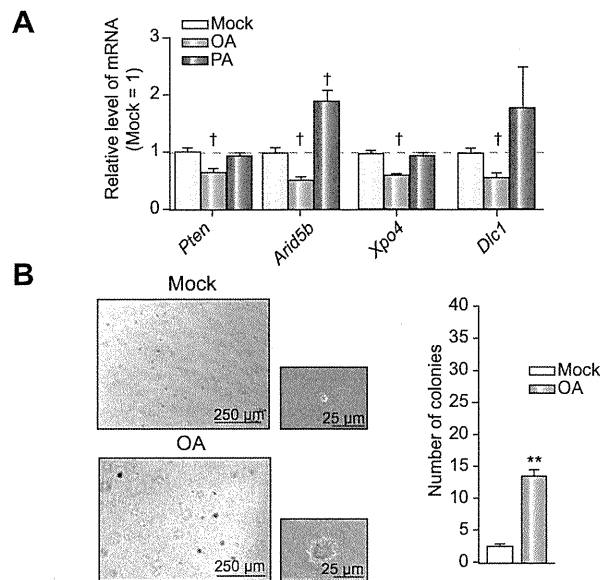 A
Relative level of mRNA
(Mock = 1)
3
2
1
0
Mock
OA
PA
†
†
†
†
†
Pten
Arid5b
Xpo4
Dlc1
B
Mock
250 µm
25 µm
OA
250 µm
25 µm
Number of colonies
40
35
30
25
20
15
10
5
0
Mock
OA
**